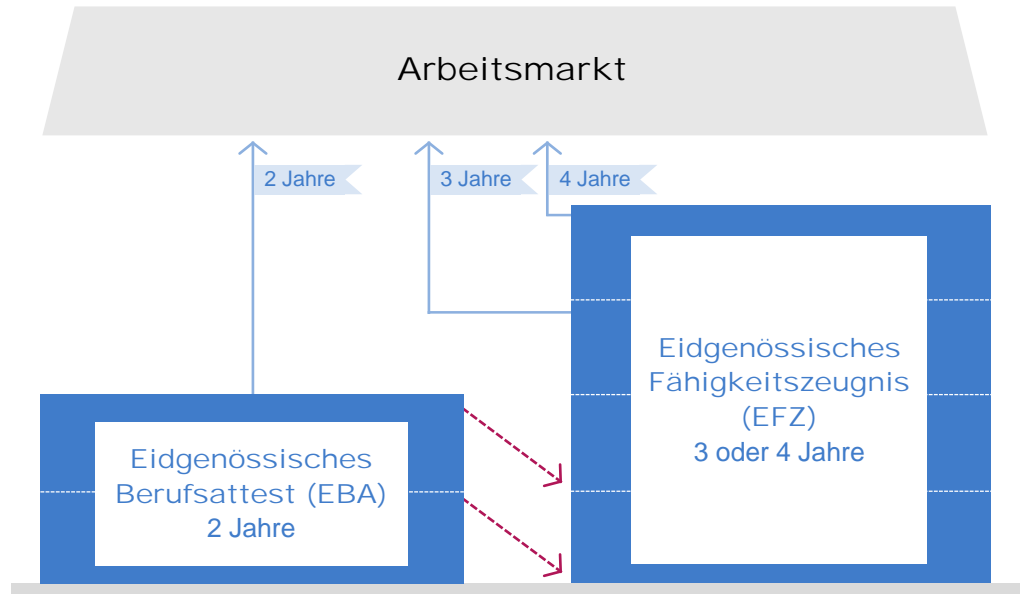 Arbeitsmarkt
2 Jahre
3 Jahre
4 Jahre
Eidgenössisches
Fähigkeitszeugnis
(EFZ)
3 oder 4 Jahre
Eidgenössisches
Berufsattest (EBA)
2 Jahre